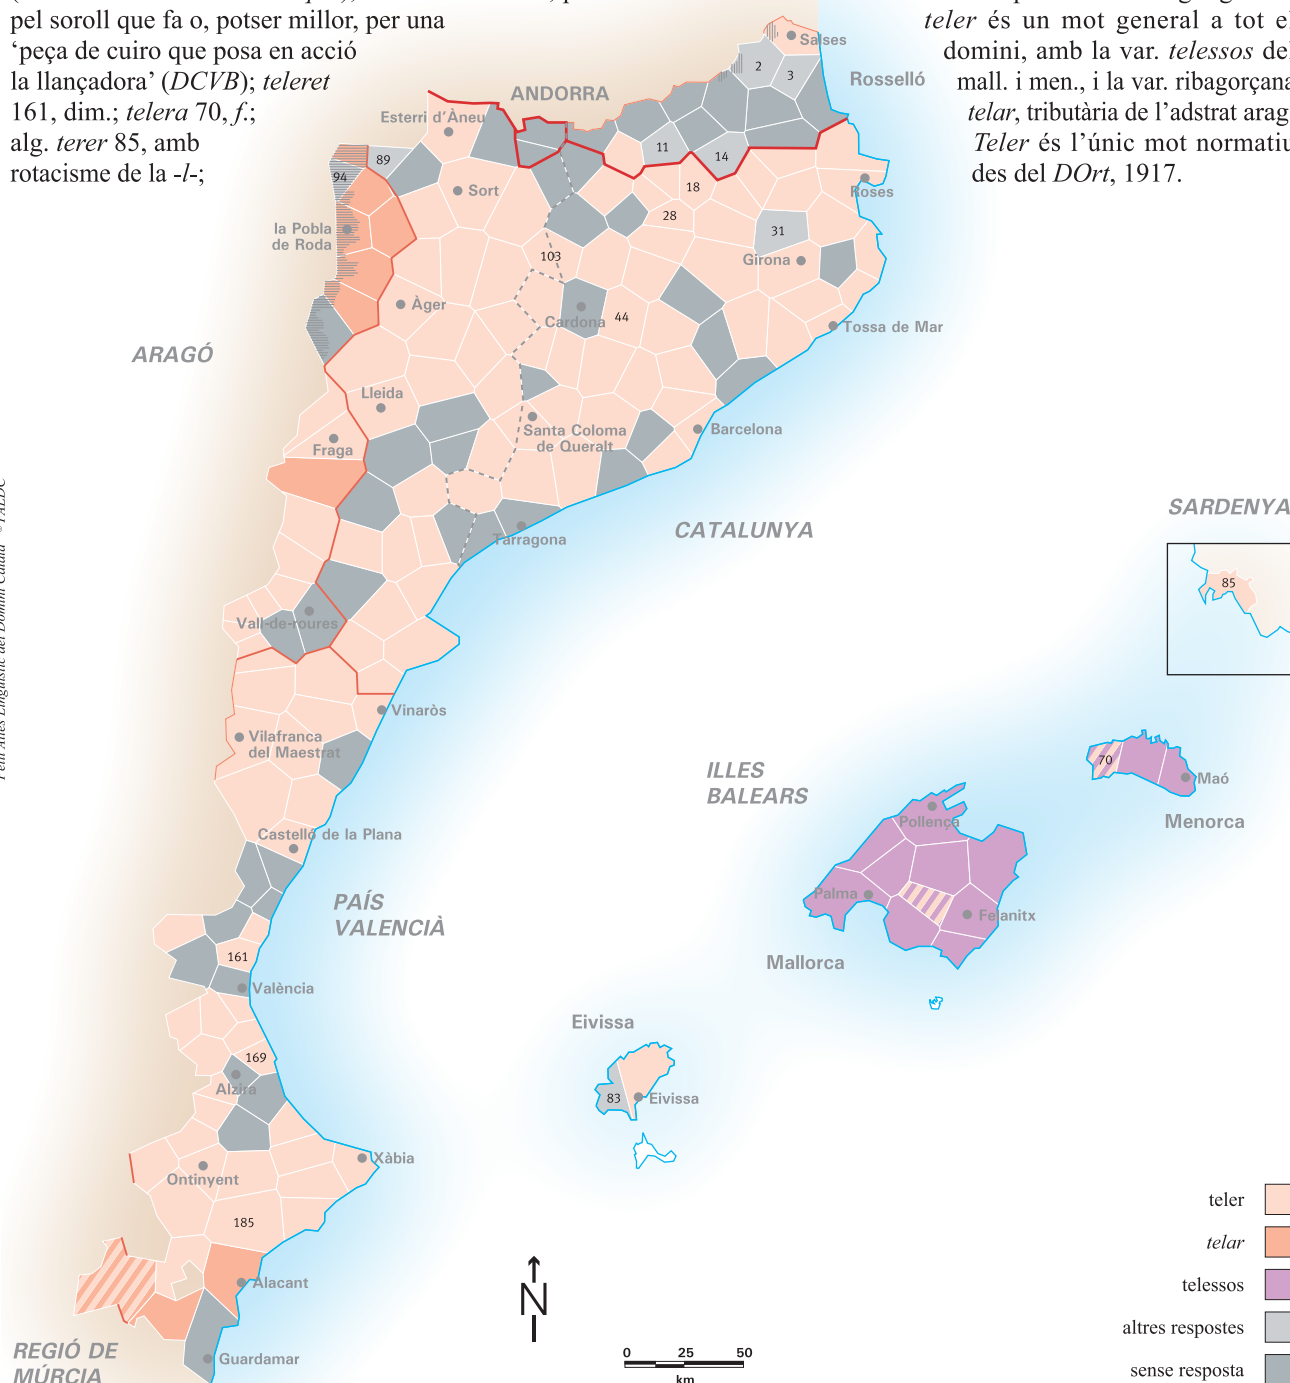 pel soroll que fa o, potser millor, per una
‘peça de cuiro que posa en acció
la llançadora’ (DCVB); teleret
161, dim.; telera 70, f.;
alg. terer 85, amb
rotacisme de la -l-;
teler és un mot general a tot el
domini, amb la var. telessos del
mall. i men., i la var. ribagorçana
telar, tributària de l’adstrat arag.
Teler és l’únic mot normatiu
des del DOrt, 1917.
Salses
2
3
Rosselló
ANDORRA
Esterri d’Àneu
11
14
89
94
Sort
18
Roses
28
31
la Pobla
de Roda
103
Girona
Àger
Cardona
44
Tossa de Mar
ARAGÓ
Lleida
Santa Coloma
de Queralt
Barcelona
Fraga
CATALUNYA
Tarragona
SARDENYA
85
Vall-de-roures
Vinaròs
Vilafranca
del Maestrat
ILLES
BALEARS
70
Maó
Menorca
Pollença
Castelló de la Plana
Palma
Felanitx
PAÍS
VALENCIÀ
Mallorca
161
València
Eivissa
169
Alzira
83
Eivissa
Xàbia
Ontinyent
185
Alacant
REGIÓ DE
MÚRCIA
Guardamar
N
0 25 50
km
teler
telar
telessos
altres respostes
sense resposta